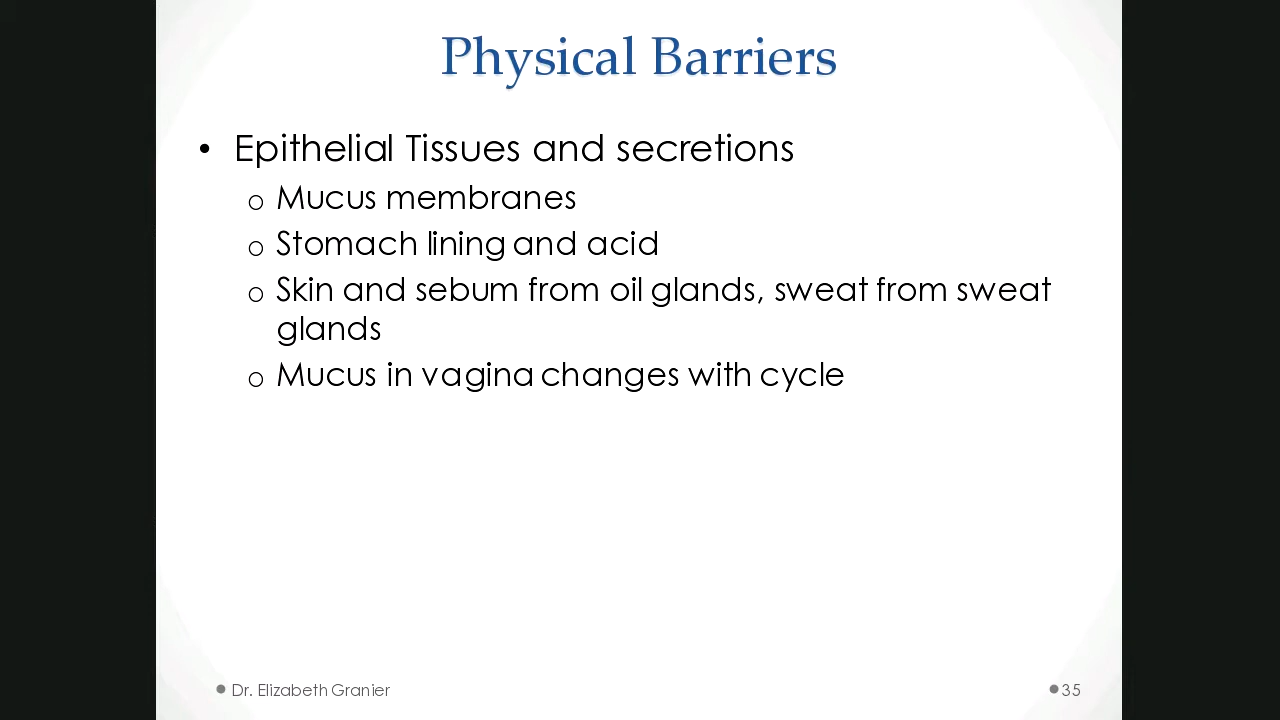 Physical Barriers
• Epithelial Tissues and secretions
o Mucus membranes
o Stomach lining and acid
o Skin and sebum from oil glands, sweat from sweat
glands
o Mucus in vagina changes with cycle
• Dr. Elizabeth Granier
• 35